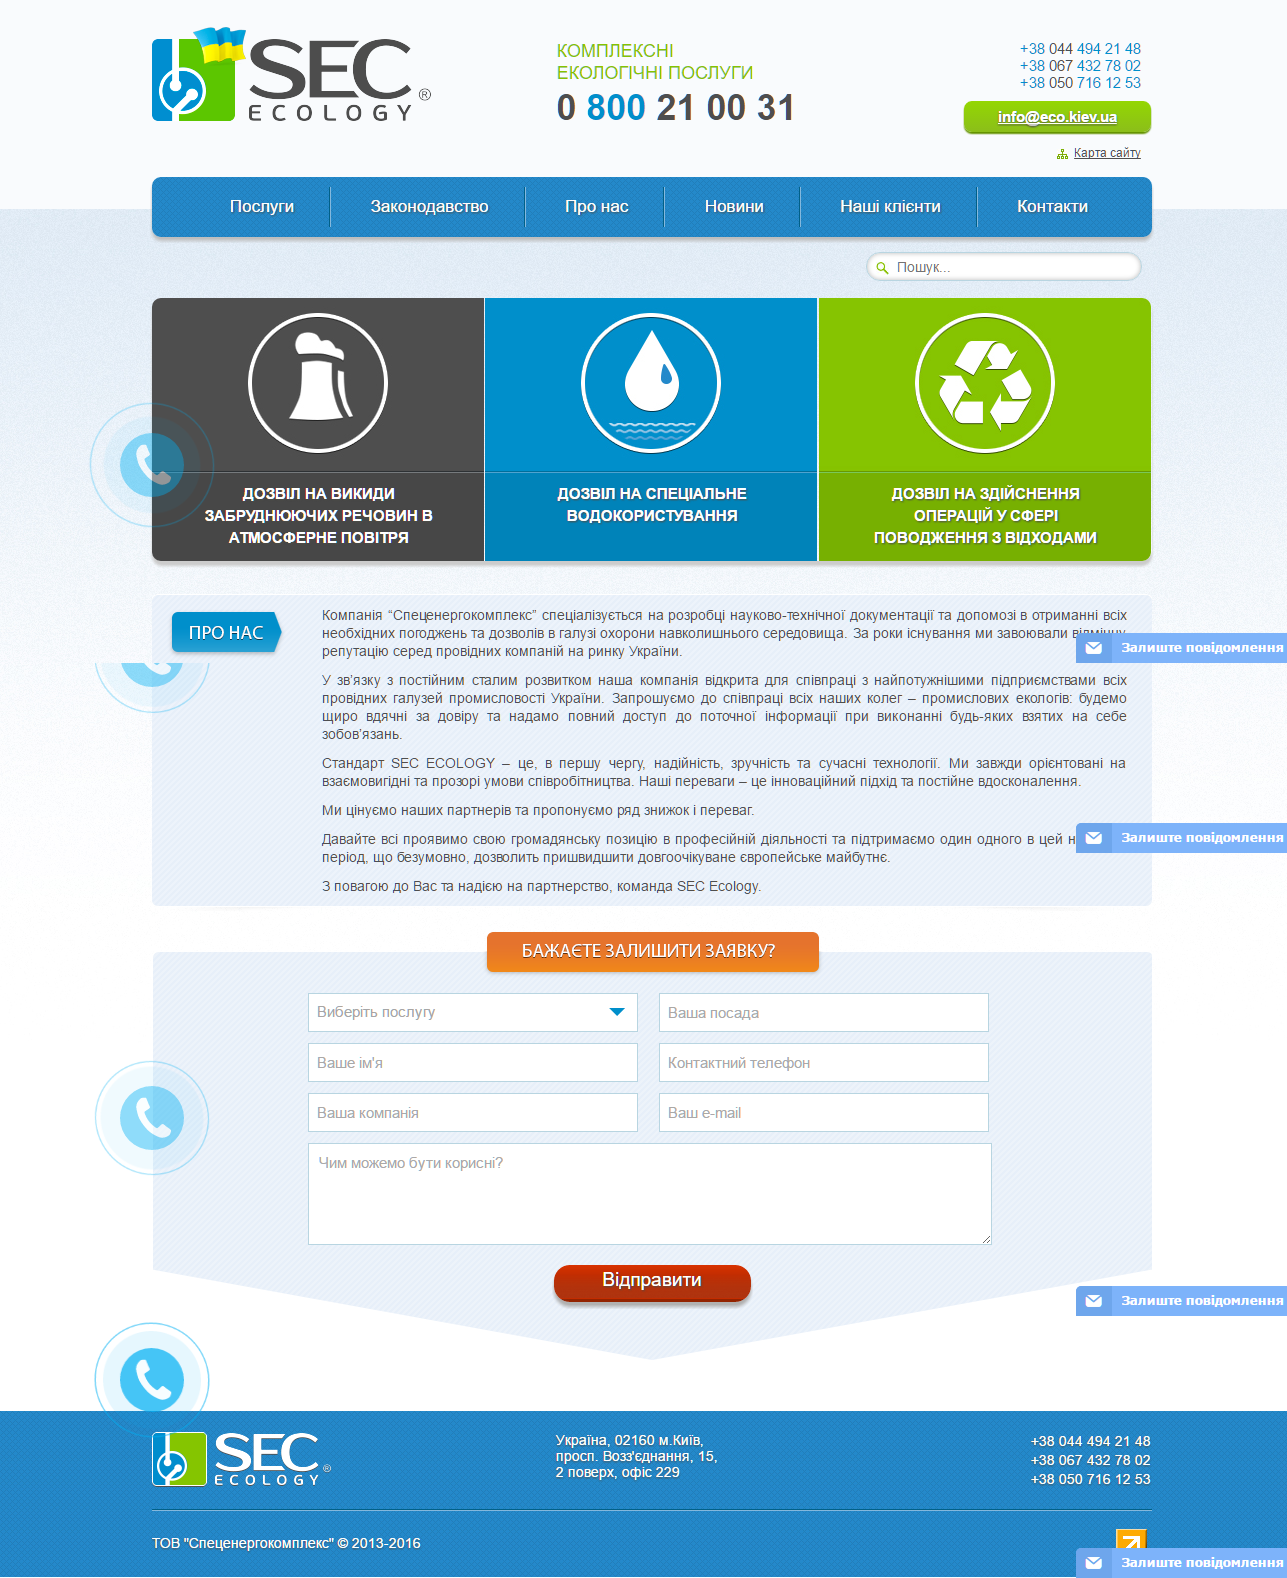 SEC
ECOLOGY®
КОМПЛЕКСНІ
ЕКОЛОГІЧНІ ПОСЛУГИ
0 800 21 00 31
+38 044 494 21 48
+38 067 432 78 02
+38 050 716 12 53
info@eco.kiev.ua
Карта сайту
Послуги
Законодавство
Про нас
Новини
Наші клієнти
Контакти
Пошук...
ДОЗВІЛ НА ВИКИДИ
ЗАБРУДНЮЮЧИХ РЕЧОВИН В
АТМОСФЕРНЕ ПОВІТРЯ
ДОЗВІЛ НА СПЕЦІАЛЬНЕ
ВОДОКОРИСТУВАННЯ
ДОЗВІЛ НА ЗДІЙСНЕННЯ
ОПЕРАЦІЙ У СФЕРІ
ПОВОДЖЕННЯ З ВІДХОДАМИ
ПРО НАС
Компанія “Спеценергокомплекс” спеціалізується на розробці науково-технічної документації та допомозі в отриманні всіх
необхідних погоджень та дозволів в галузі охорони навколишнього середовища. За роки існування ми завоювали відмінну
репутацію серед провідних компаній на ринку України.
Залиште повідомлення
У зв’язку з постійним сталим розвитком наша компанія відкрита для співпраці з найпотужнішими підприємствами всіх
провідних галузей промисловості України. Запрошуємо до співпраці всіх наших колег – промислових екологів: будемо
щиро вдячні за довіру та надамо повний доступ до поточної інформації при виконанні будь-яких взятих на себе
зобов’язань.
Стандарт SEC ECOLOGY – це, в першу чергу, надійність, зручність та сучасні технології. Ми завжди орієнтовані на
взаємовигідні та прозорі умови співробітництва. Наші переваги – це інноваційний підхід та постійне вдосконалення.
Ми цінуємо наших партнерів та пропонуємо ряд знижок і переваг.
Давайте всі проявимо свою громадянську позицію в професійній діяльності та підтримаємо один одного в цей
період, що безумовно, дозволить пришвидшити довгоочікуване європейське майбутнє.
Залиште повідомлення
З повагою до Вас та надією на партнерство, команда SEC Ecology.
БАЖАЄТЕ ЗАЛИШИТИ ЗАЯВКУ?
Виберіть послугу
Ваша посада
Ваше ім'я
Контактний телефон
Ваша компанія
Ваш e-mail
Чим можемо бути корисні?
Відправити
Залиште повідомлення
SEC
ECOLOGY®
Україна, 02160 м.Київ,
просп. Возз'єднання, 15,
2 поверх, офіс 229
+38 044 494 21 48
+38 067 432 78 02
+38 050 716 12 53
ТОВ "Спеценергокомплекс" © 2013-2016
Залиште повідомлення